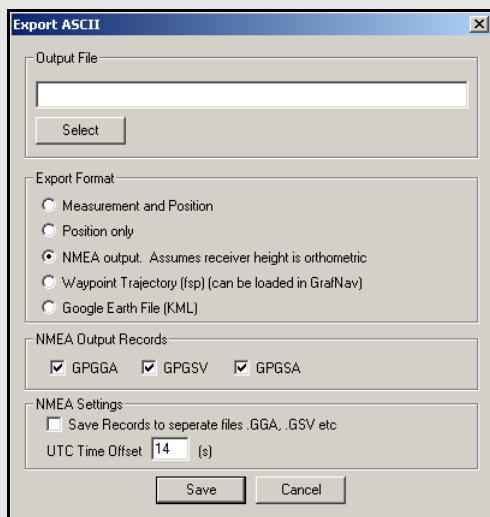 Export ASCII
Output File
Select
Export Format
Measurement and Position
Position only
NMEA output. Assumes receiver height is orthometric
Waypoint Trajectory (fsp) (can be loaded in GrafNav)
Google Earth File (KML)
NMEA Output Records
GPGGA GPGSV GPGSA
NMEA Settings
Save Records to seperate files .GGA, .GSV etc
UTC Time Offset 14 (s)
Save Cancel